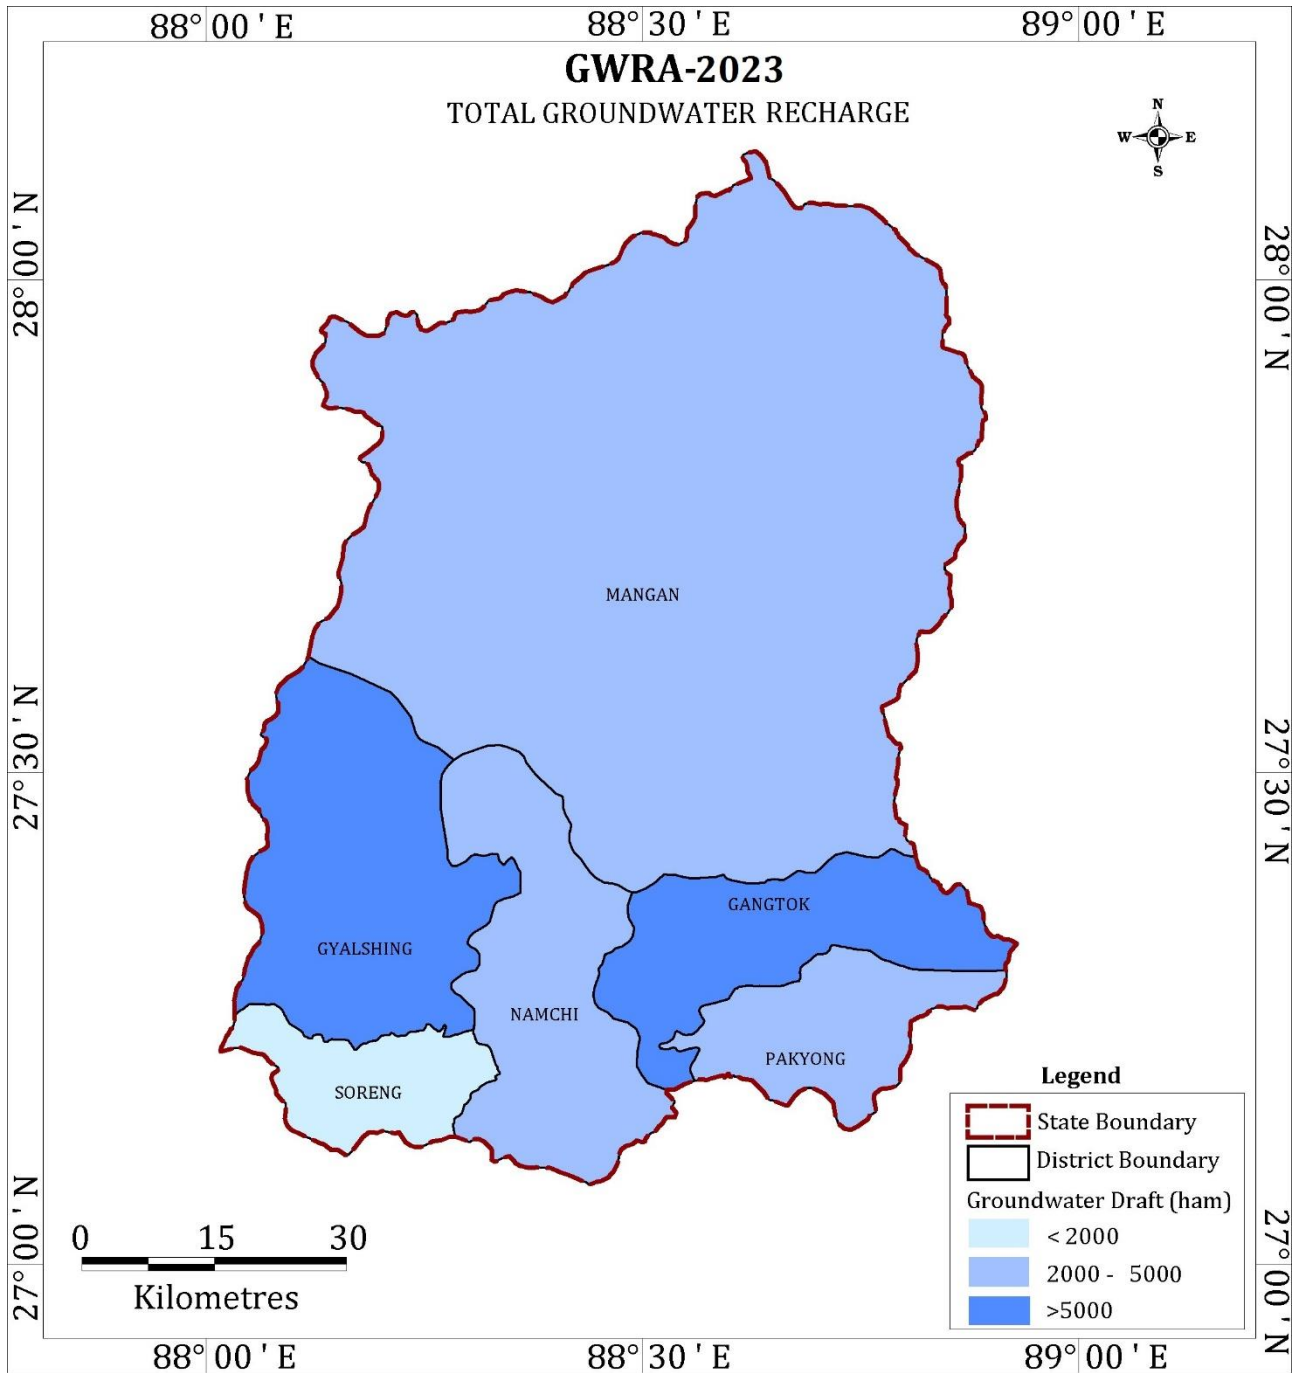 88° 00 ' E 88° 30 ' E 89° 00 ' E
GWRA-2023
TOTAL GROUNDWATER RECHARGE
N
W E
S
28° 00 ' N
28° 00 ' N
MANGAN
27° 30 ' N
27° 30 ' N
GANGTOK
GYALSHING
NAMCHI
PAKYONG
SORENG
Legend
State Boundary
District Boundary
Groundwater Draft (ham)
< 2000
2000 - 5000
>5000
27° 00 ' N
27° 00 ' N
0 15 30
Kilometres
88° 00 ' E 88° 30 ' E 89° 00 ' E